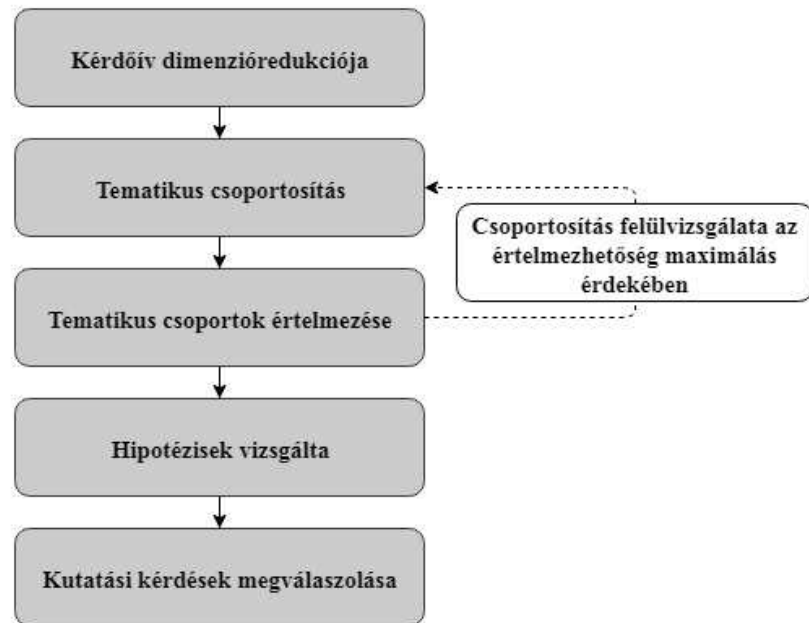 Kérdőív dimenzióredukciója
Tematikus csoportosítás
Csoportosítás felülvizsgálata az
értelmezhetőség maximálás
érdekében
Tematikus csoportok értelmezése
Hipotézisek vizsgálta
Kutatási kérdések megválaszolása